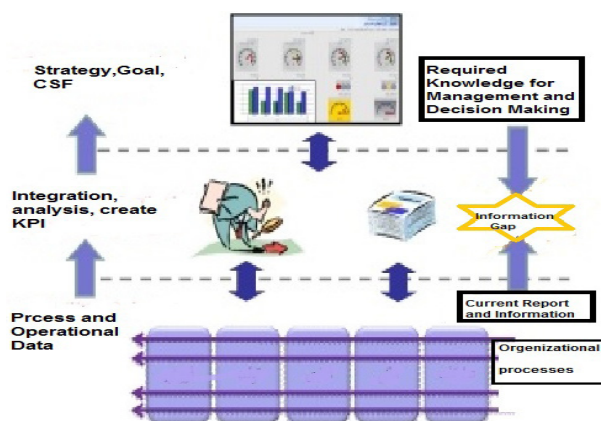 Strategy,Goal,
CSF
Required
Knowledge for
Management and
Decision Making
Integration,
analysis, create
KPI
Information
Gap
Current Report
and Information
Prcess and
Operational
Data
Orgenizational
processes